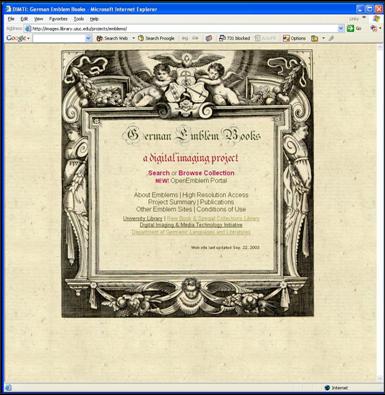 DIMTI: German Emblem Books - Microsoft Internet Explorer
File Edit View Favorites Tools Help
Address http://images.library.uiuc.edu/projects/emblems/ Go
Google Search Web Search Froogle 731 blocked AutoFill Options
German Emblem Books
a digital imaging project
Search or Browse Collection
NEW! OpenEmblem Portal
About Emblems | High Resolution Access
Project Summary | Publications
Other Emblem Sites | Conditions of Use
University Library | Rare Book & Special Collections Library
Digital Imaging & Media Technology Initiative
Department of Germanic Languages and Literatures
Web site last updated Sep. 22, 2003
Internet